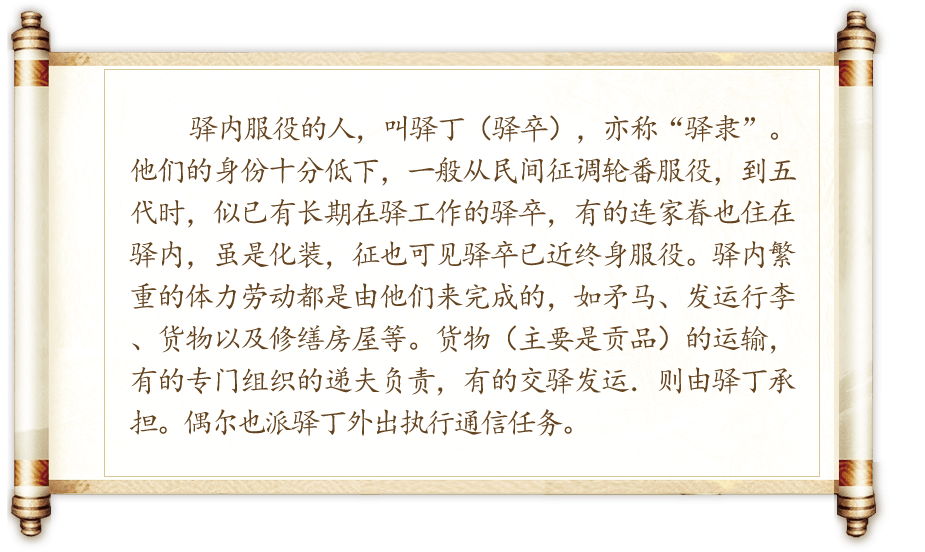 驿内服役的人，叫驿丁（驿卒），亦称“驿隶”。
他们的身份十分低下，一般从民间征调轮番服役，到五
代时，似已有长期在驿工作的驿卒，有的连家眷也住在
驿内，虽是化装，征也可见驿卒已近终身服役。驿内繁
重的体力劳动都是由他们来完成的，如矛马、发运行李
、货物以及修缮房屋等。货物（主要是贡品）的运输，
有的专门组织的递夫负责，有的交驿发运．则由驿丁承
担。偶尔也派驿丁外出执行通信任务。